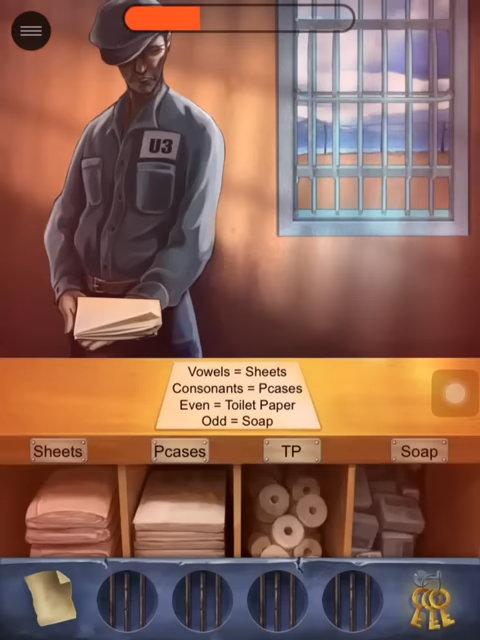 U3
Vowels = Sheets
Consonants = Pcases
Even = Toilet Paper
Odd = Soap
Sheets Pcases TP Soap